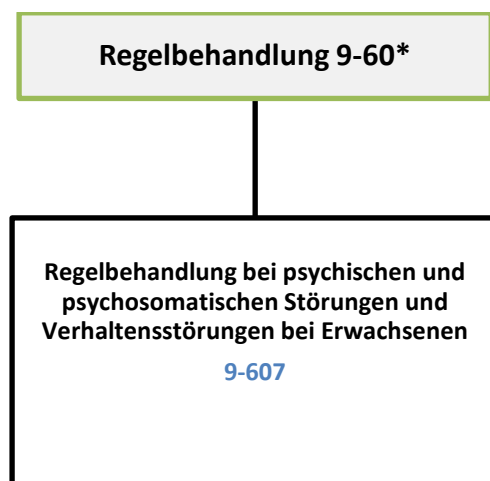 Regelbehandlung 9-60*
Regelbehandlung bei psychischen und
psychosomatischen Störungen und
Verhaltensstörungen bei Erwachsenen
9-607